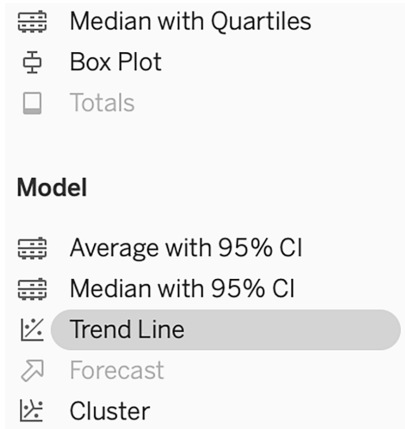 Median with Quartiles
Box Plot
Totals
Model
Average with 95% CI
Median with 95% CI
Trend Line
Forecast
Cluster